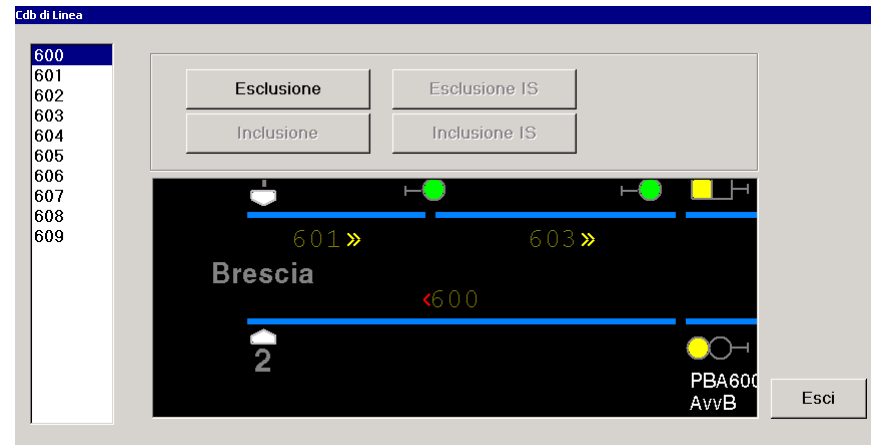 Cdb di Linea
600
601
602
603
604
605
606
607
608
609
Esclusione
Esclusione IS
Inclusione
Inclusione IS
601
603
Brescia
600
2
PBA600
AvvB
Esci